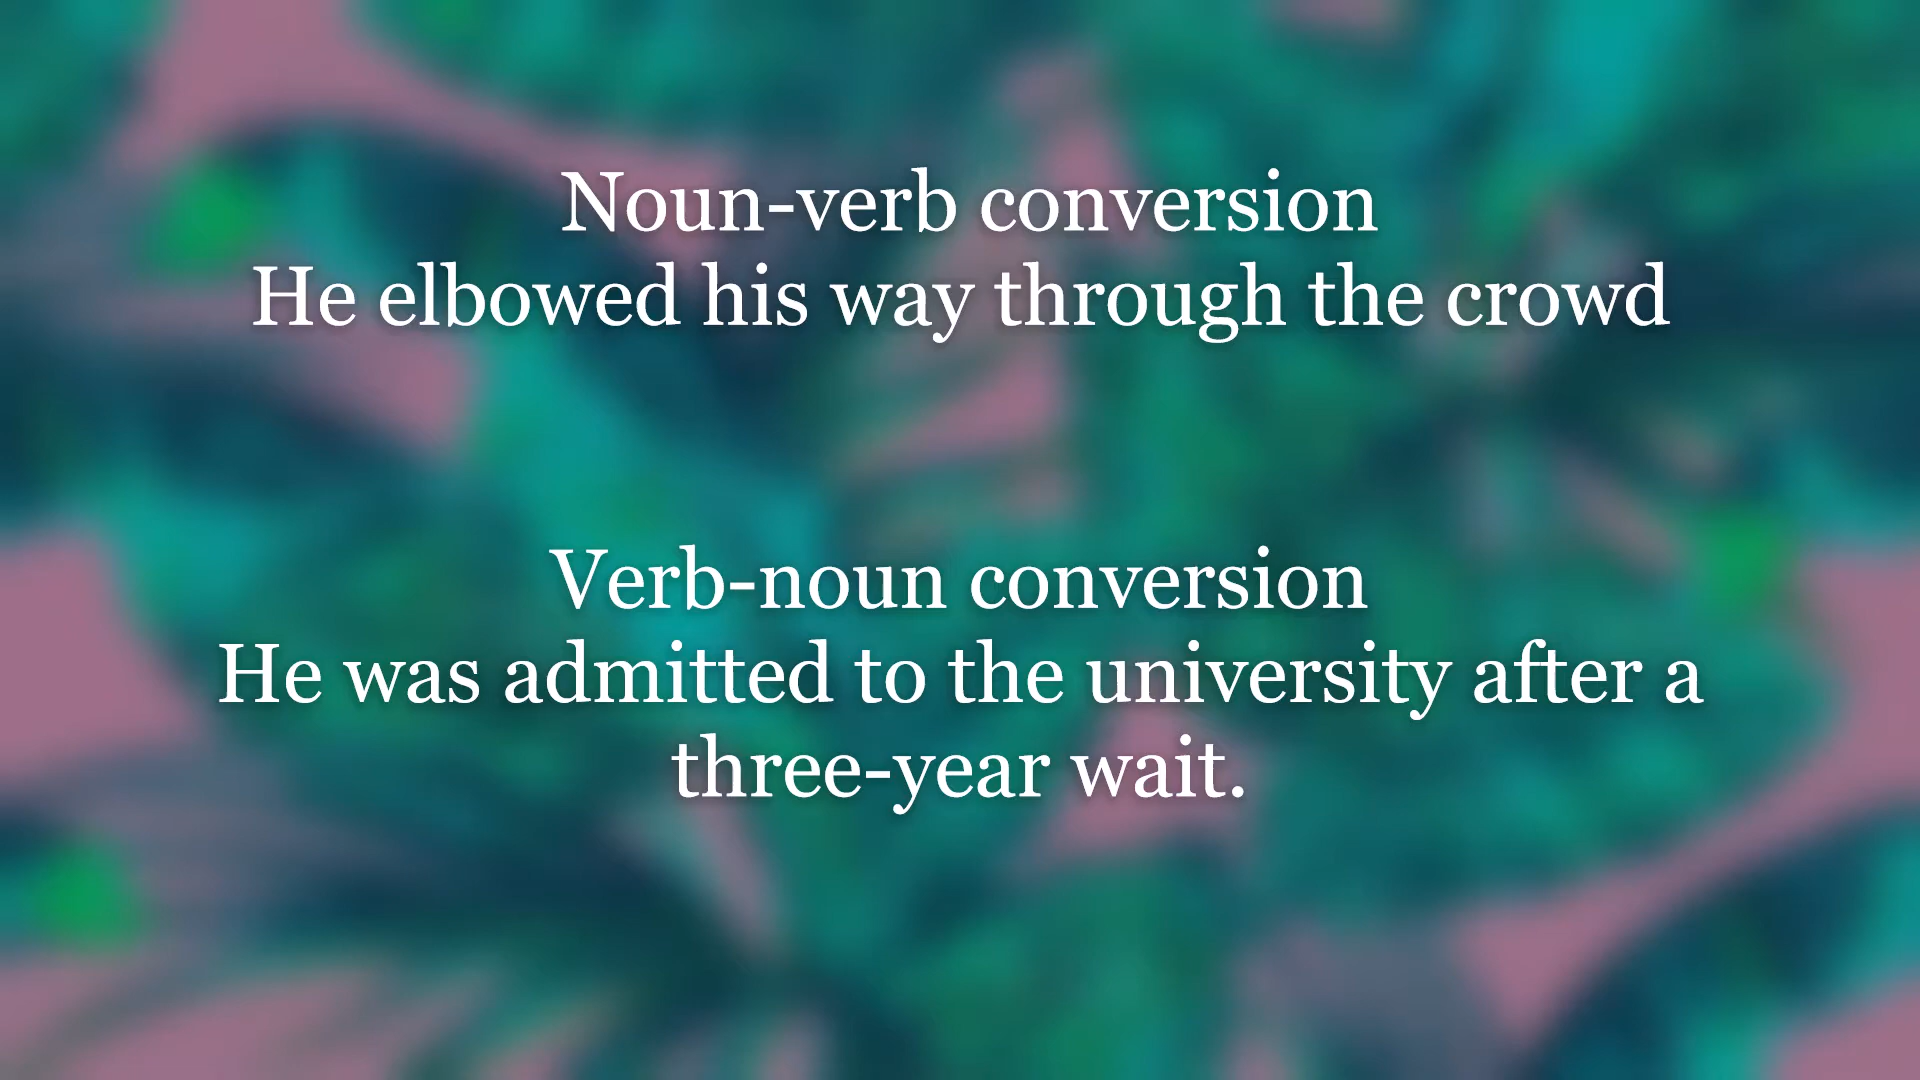 Noun-verb conversion
He elbowed his way through the crowd
Verb-noun conversion
He was admitted to the university after a
three-year wait.